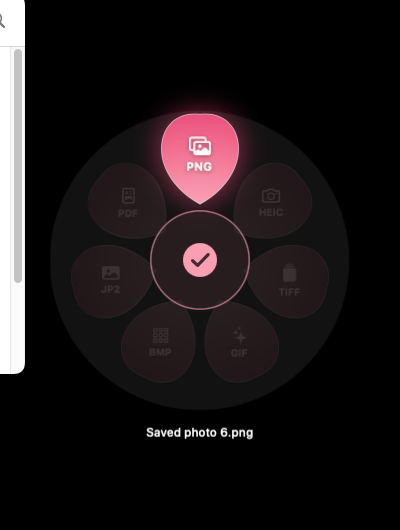 PNG
PDF
HEIC
JP2
TIFF
BMP
GIF
Saved photo 6.png